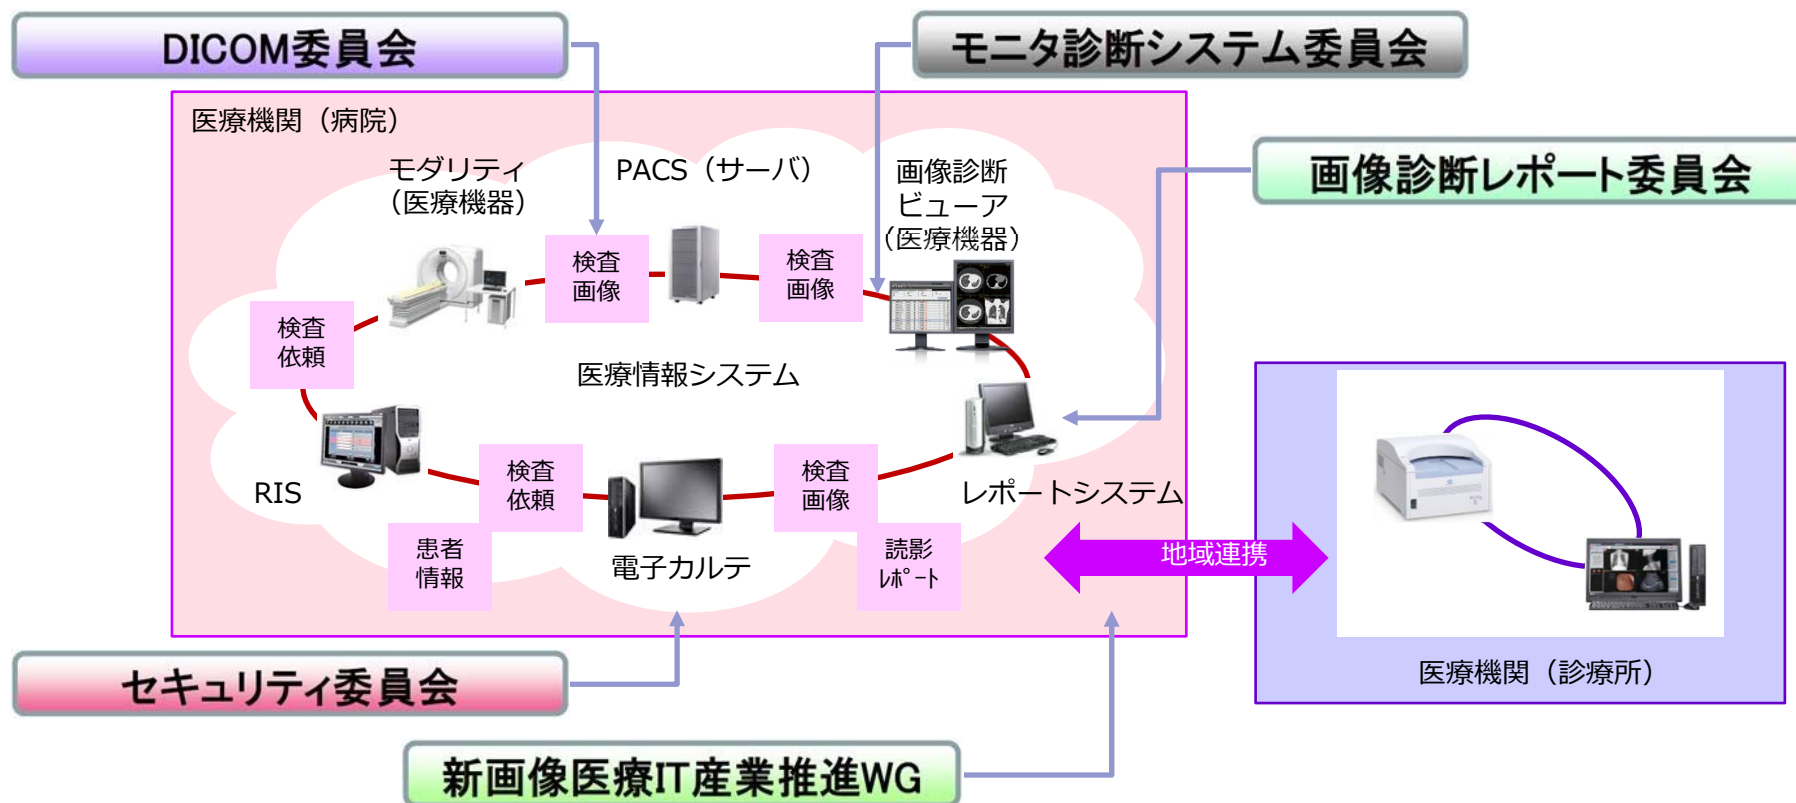 DICOM委員会
モニタ診断システム委員会
医療機関（病院）
モダリティ
（医療機器）
PACS（サーバ）
画像診断
ビューア
（医療機器）
画像診断レポート委員会
検査
画像
検査
画像
検査
依頼
医療情報システム
RIS
検査
依頼
検査
画像
レポートシステム
患者
情報
電子カルテ
読影
ﾚﾎﾟｰﾄ
地域連携
医療機関（診療所）
セキュリティ委員会
新画像医療IT産業推進WG